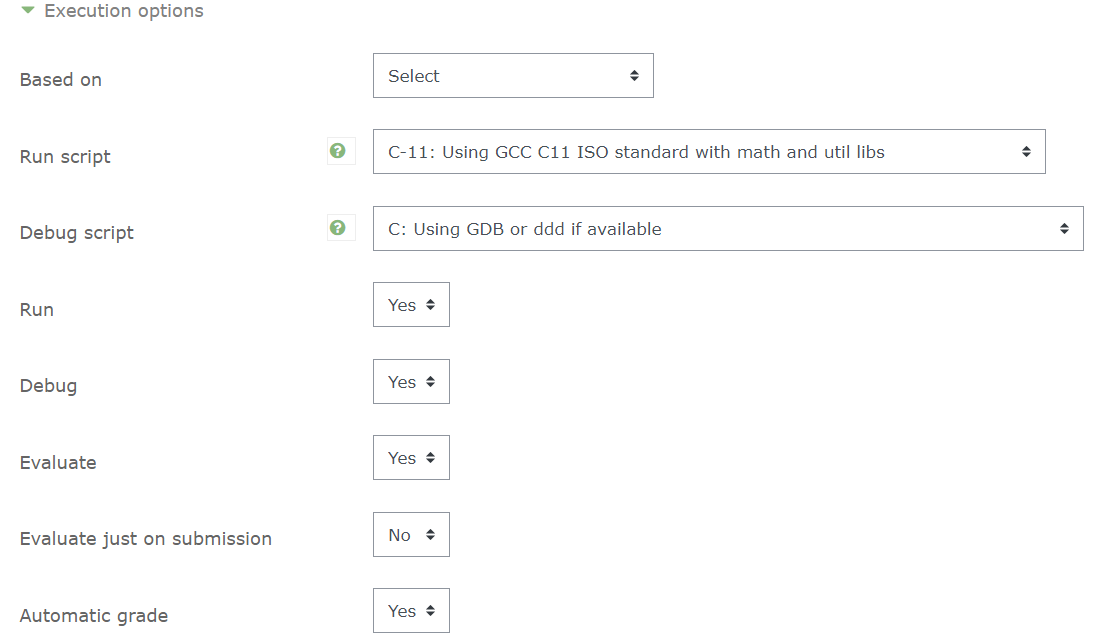 Execution options
Based on Select
Run script C-11: Using GCC C11 ISO standard with math and util libs
Debug script C: Using GDB or ddd if available
Run Yes
Debug Yes
Evaluate Yes
Evaluate just on submission No
Automatic grade Yes